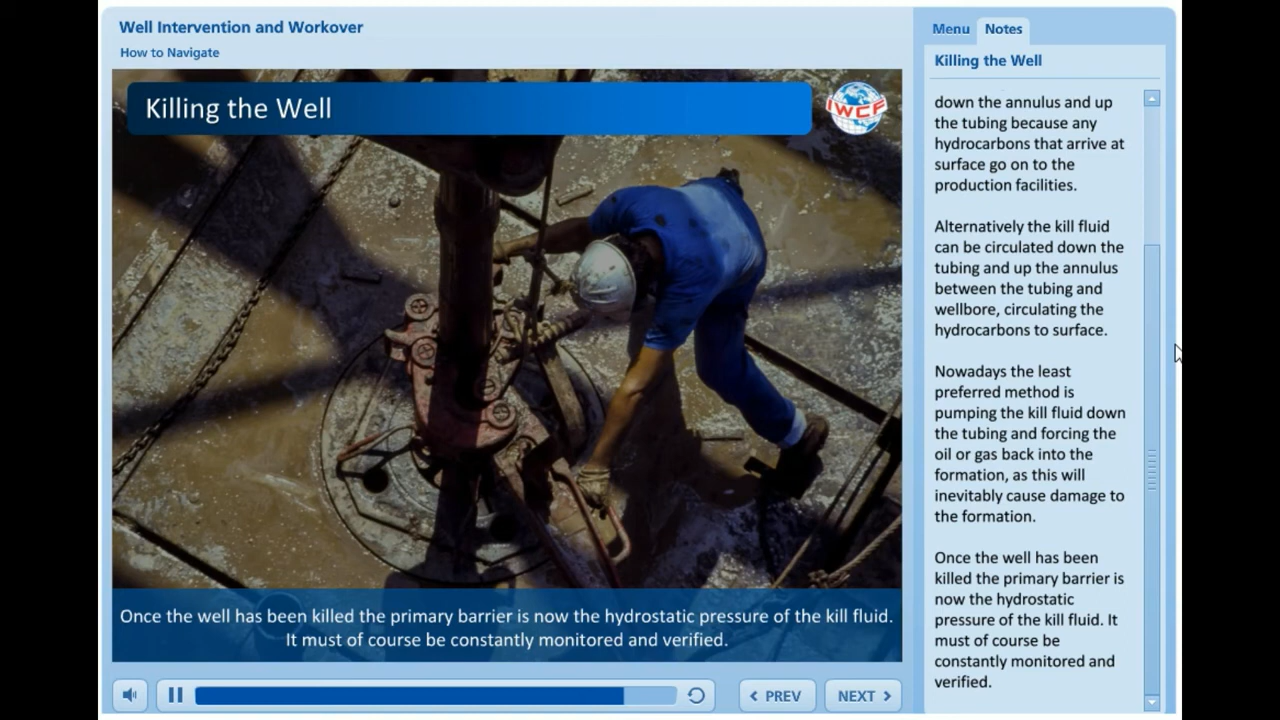 Well Intervention and Workover
How to Navigate
Killing the Well
IWCF
Once the well has been killed the primary barrier is now the hydrostatic pressure of the kill fluid.
It must of course be constantly monitored and verified.
PREV
NEXT
Menu
Notes
Killing the Well
down the annulus and up
the tubing because any
hydrocarbons that arrive at
surface go on to the
production facilities.
Alternatively the kill fluid
can be circulated down the
tubing and up the annulus
between the tubing and
wellbore, circulating the
hydrocarbons to surface.
Nowadays the least
preferred method is
pumping the kill fluid down
the tubing and forcing the
oil or gas back into the
formation, as this will
inevitably cause damage to
the formation.
Once the well has been
killed the primary barrier is
now the hydrostatic
pressure of the kill fluid. It
must of course be
constantly monitored and
verified.